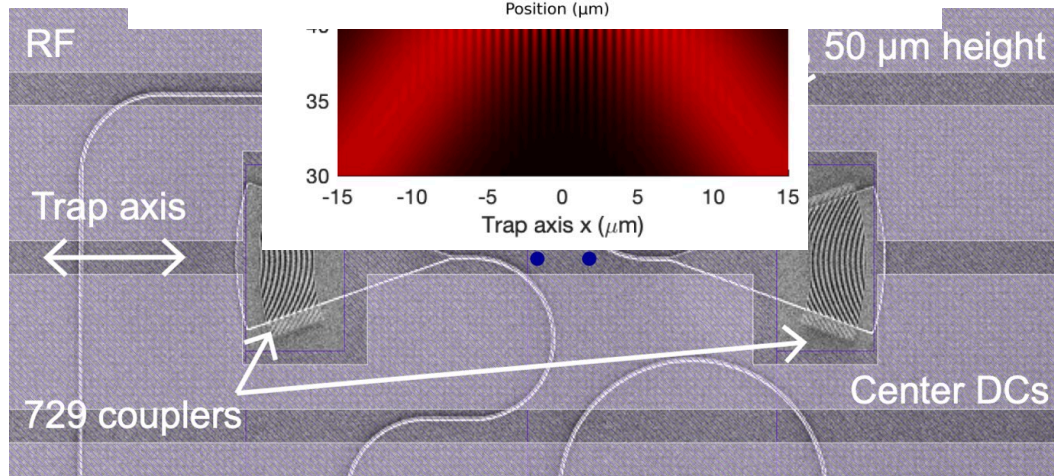 Position (µm)
RF
, 50 µm height
35
30
-15
-10
-5
0
5
10
15
Trap axis x (µm)
Trap axis
729 couplers
Center DCs